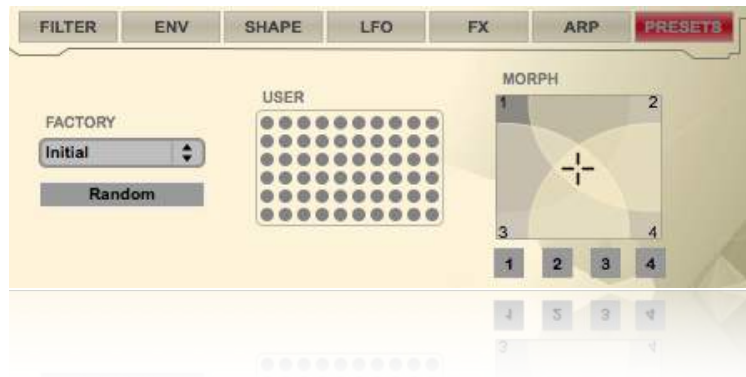 FILTER ENV SHAPE LFO FX ARP PRESETS
MORPH
USER
1 2
FACTORY
Initial
Random
3 4
1 2 3 4